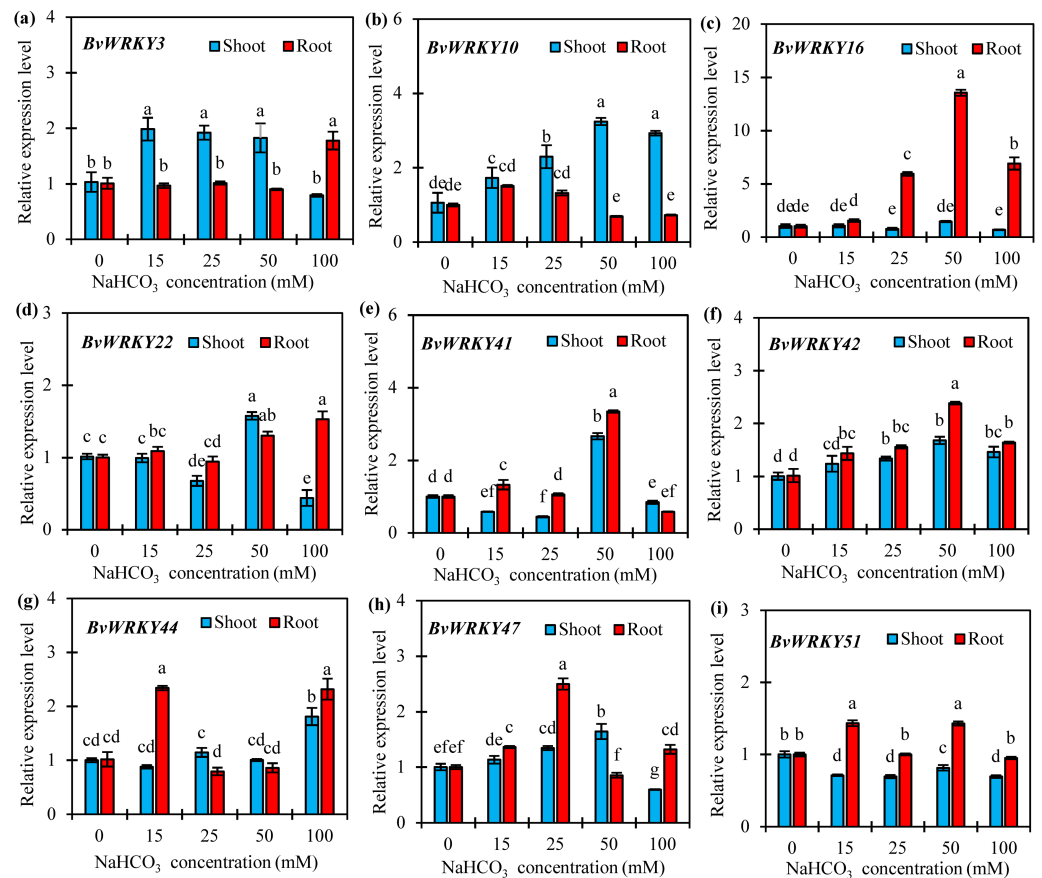 (a)
BvWRKY3 Shoot Root
Relative expression level
4
3
2
1
0
b b a b a b a b b a
0 15 25 50 100
NaHCO3 concentration (mM)
(b)
BvWRKY10 Shoot Root
Relative expression level
6
4
2
0
de de c cd b cd a e a e
0 15 25 50 100
NaHCO3 concentration (mM)
(c)
BvWRKY16 Shoot Root
Relative expression level
20
15
10
5
0
de de de d e c de a e b
0 15 25 50 100
NaHCO3 concentration (mM)
(d)
BvWRKY22 Shoot Root
Relative expression level
3
2
1
0
c c c bc de cd a ab e a
0 15 25 50 100
NaHCO3 concentration (mM)
(e)
BvWRKY41 Shoot Root
Relative expression level
6
4
2
0
d d ef c f d b a e ef
0 15 25 50 100
NaHCO3 concentration (mM)
(f)
BvWRKY42 Shoot Root
Relative expression level
4
3
2
1
0
d d cd bc b bc b a bc b
0 15 25 50 100
NaHCO3 concentration (mM)
(g)
BvWRKY44 Shoot Root
Relative expression level
4
3
2
1
0
cd cd cd a c d cd cd b a
0 15 25 50 100
NaHCO3 concentration (mM)
(h)
BvWRKY47 Shoot Root
Relative expression level
4
3
2
1
0
ef ef de c cd a b f g cd
0 15 25 50 100
NaHCO3 concentration (mM)
(i)
BvWRKY51 Shoot Root
Relative expression level
3
2
1
0
b b d a d b c a d b
0 15 25 50 100
NaHCO3 concentration (mM)